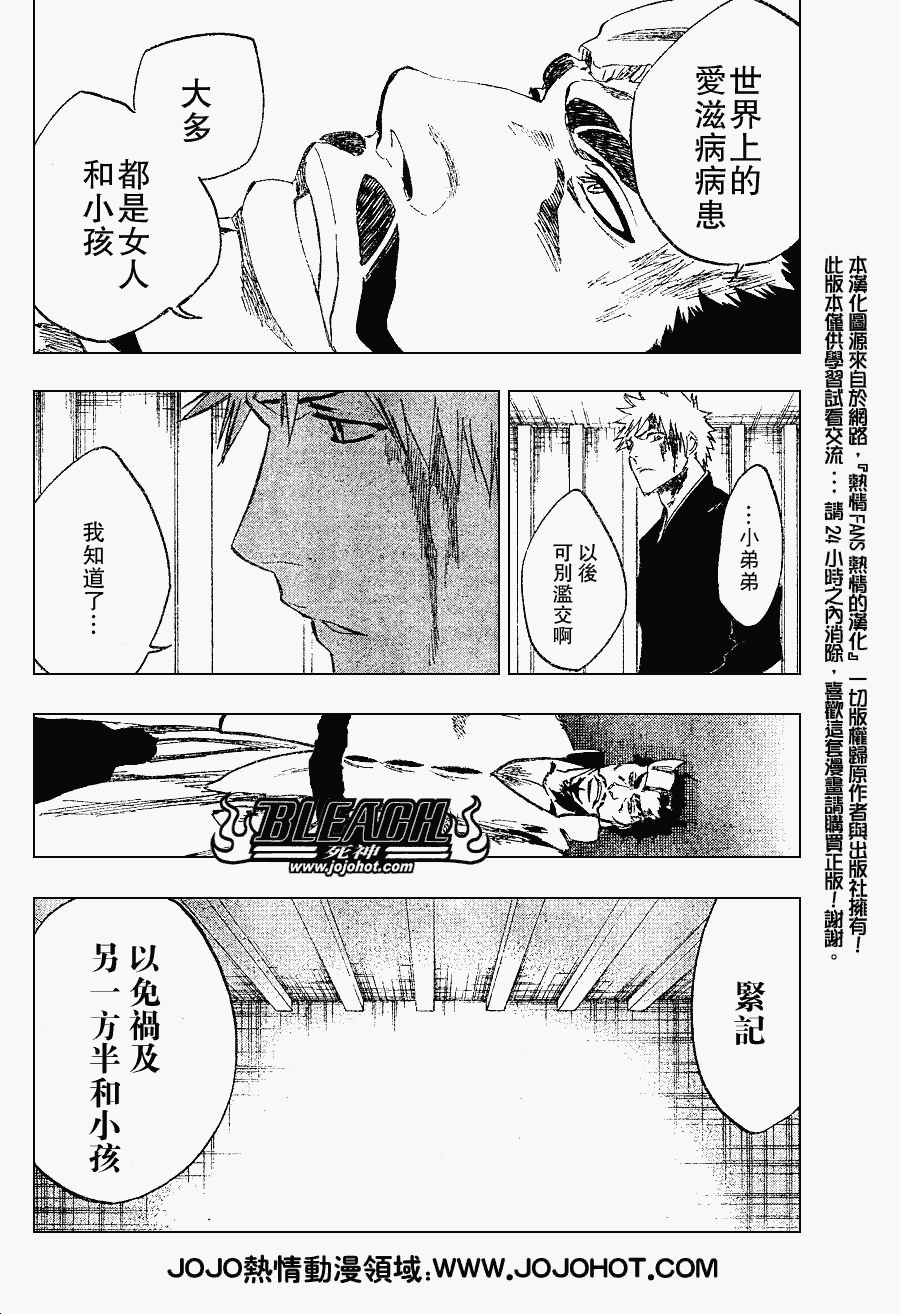 世界上的
愛滋病病患
大多
都是女人
和小孩
…小弟弟
以後
可別濫交啊
我知道了…
BLEACH
死神
www.jojohot.com
緊記
以免禍及
另一方半和小孩
本漢化圖源來自於網路，『熱情FANS熱情的漢化』一切版權歸原作者與出版社擁有！
此版本僅供學習試看交流…請24小時之內消除，喜歡這套漫畫請購買正版！謝謝。
JOJO熱情動漫領域:WWW.JOJOHOT.COM